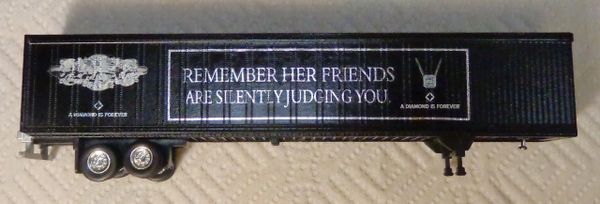 REMEMBER HER FRIENDS
ARE SILENTLY JUDGING YOU.
A DIAMOND IS FOREVER
A DIAMOND IS FOREVER